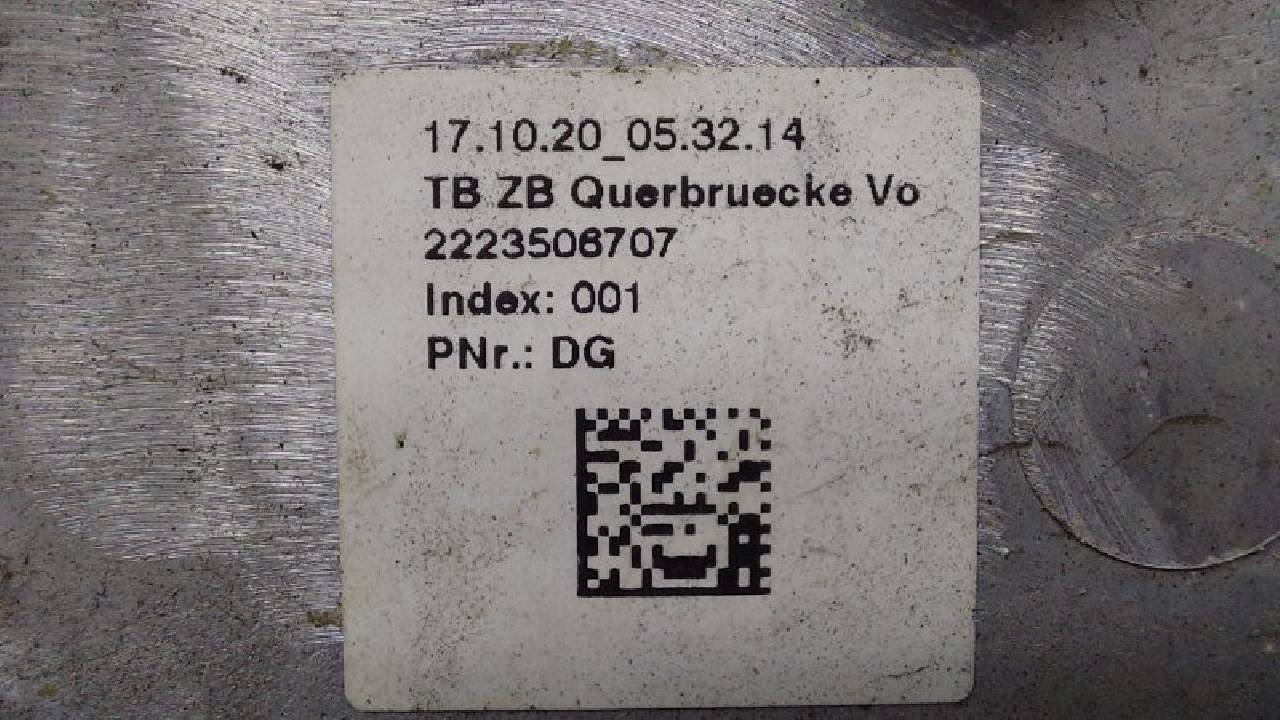 17.10.20_05.32.14
TB ZB Querbruecke Vo
2223506707
Index: 001
PNr.: DG